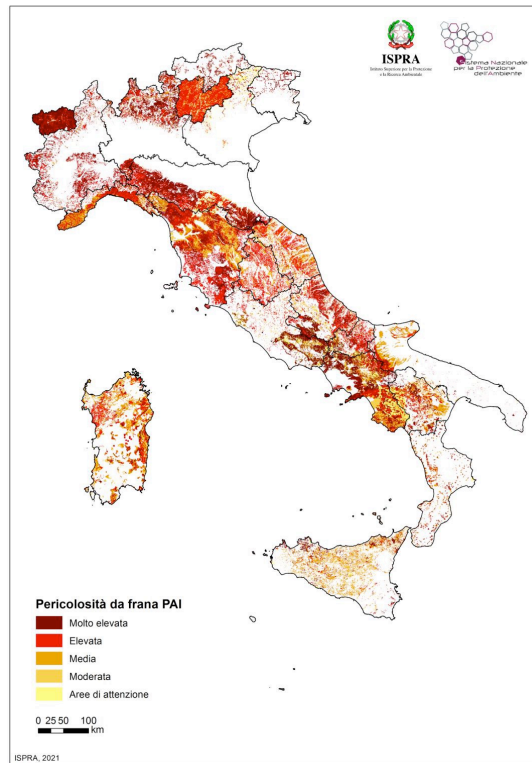 ISPRA
Istituto Superiore per la Protezione
e la Ricerca Ambientale
Sistema Nazionale
per la Protezione
dell'Ambiente
Pericolosità da frana PAI
Molto elevata
Elevata
Media
Moderata
Aree di attenzione
0 25 50 100
km
ISPRA, 2021